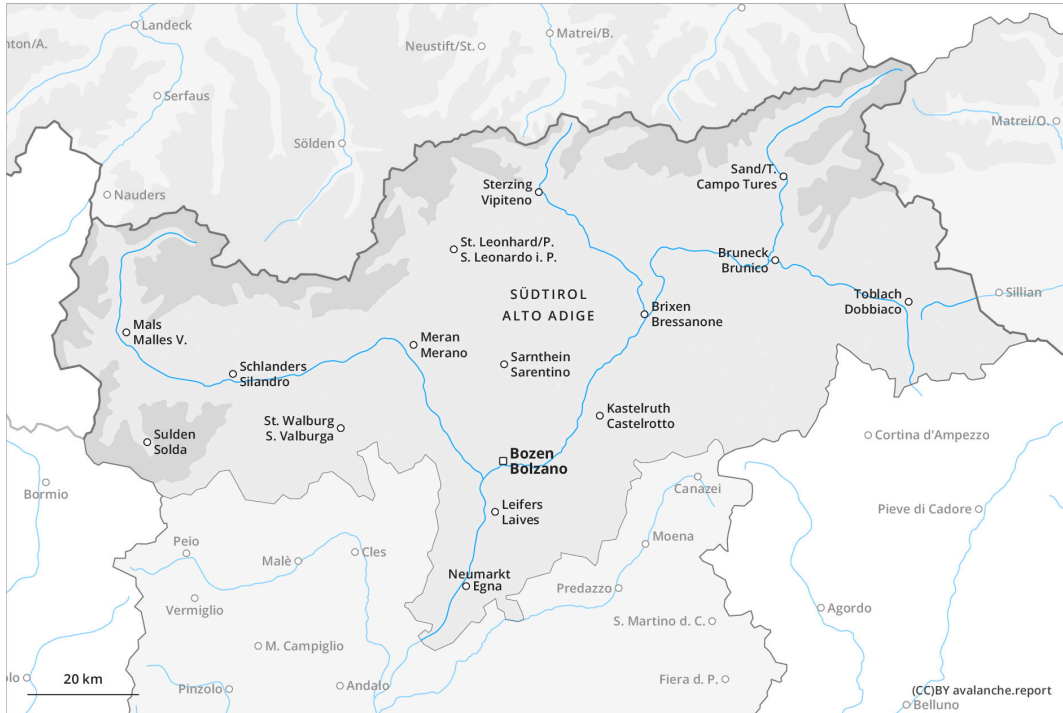 Landeck
Matrei/B.
Neustift/St.
nton/A.
Serfaus
Matrei/O.
Sölden
Sand/T.
Campo Tures
Sterzing
Vipiteno
Nauders
St. Leonhard/P.
S. Leonardo i. P.
Bruneck
Brunico
SÜDTIROL
ALTO ADIGE
Toblach
Dobbiaco
Sillian
Brixen
Bressanone
Mals
Malles V.
Meran
Merano
Sarnthein
Sarentino
Schlanders
Silandro
Kastelruth
Castelrotto
St. Walburg
S. Valburga
Sulden
Solda
Cortina d'Ampezzo
Bozen
Bolzano
Bormio
Canazei
Leifers
Laives
Pieve di Cadore
Peio
Moena
Malè
Cles
Neumarkt
Egna
Predazzo
Vermiglio
Agordo
S. Martino d. C.
M. Campiglio
olo
20 km
Pinzolo
Andalo
Fiera d. P.
(CC)BY avalanche.report
Belluno